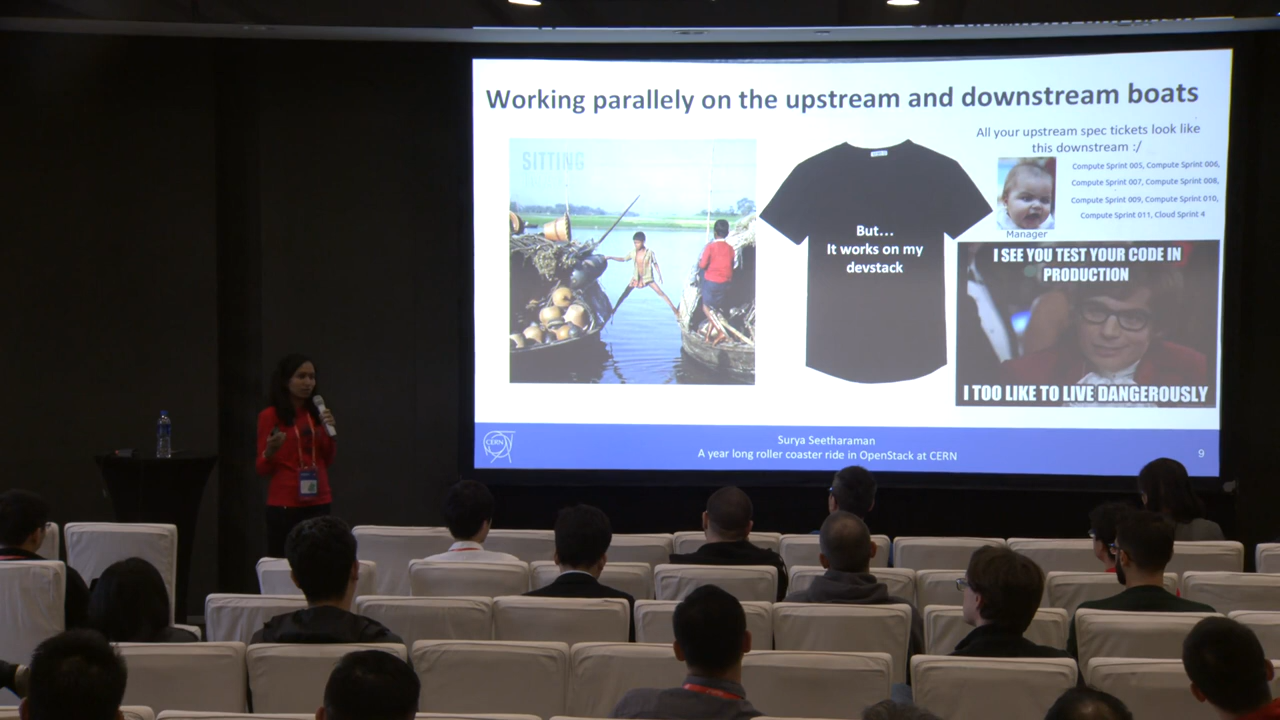 Working parallely on the upstream and downstream boats
SITTING
All your upstream spec tickets look like
this downstream :/
Compute Sprint 005, Compute Sprint 006,
Compute Sprint 007, Compute Sprint 008,
Compute Sprint 009, Compute Sprint 010,
Compute Sprint 011, Cloud Sprint 4
Manager
But...
It works on my
devstack
I SEE YOU TEST YOUR CODE IN
PRODUCTION
I TOO LIKE TO LIVE DANGEROUSLY
CERN
Surya Seetharaman
A year long roller coaster ride in OpenStack at CERN
9